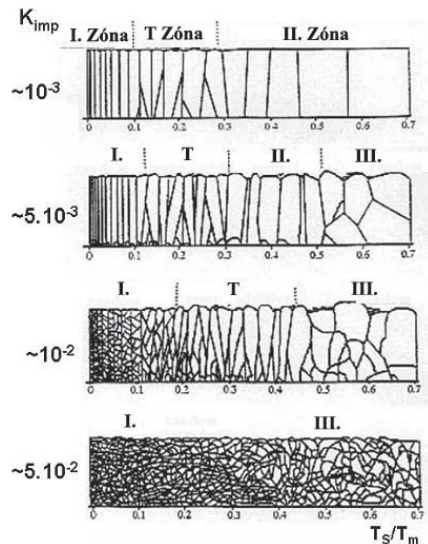 K_imp
I. Zóna T Zóna II. Zóna
~10⁻³
0 0.1 0.2 0.3 0.4 0.5 0.6 0.7
I. T II. III.
~5.10⁻³
0 0.1 0.2 0.3 0.4 0.5 0.6 0.7
I. T III.
~10⁻²
0 0.1 0.2 0.3 0.4 0.5 0.6 0.7
I. III.
~5.10⁻²
0 0.1 0.2 0.3 0.4 0.5 0.6 0.7
T_S/T_m